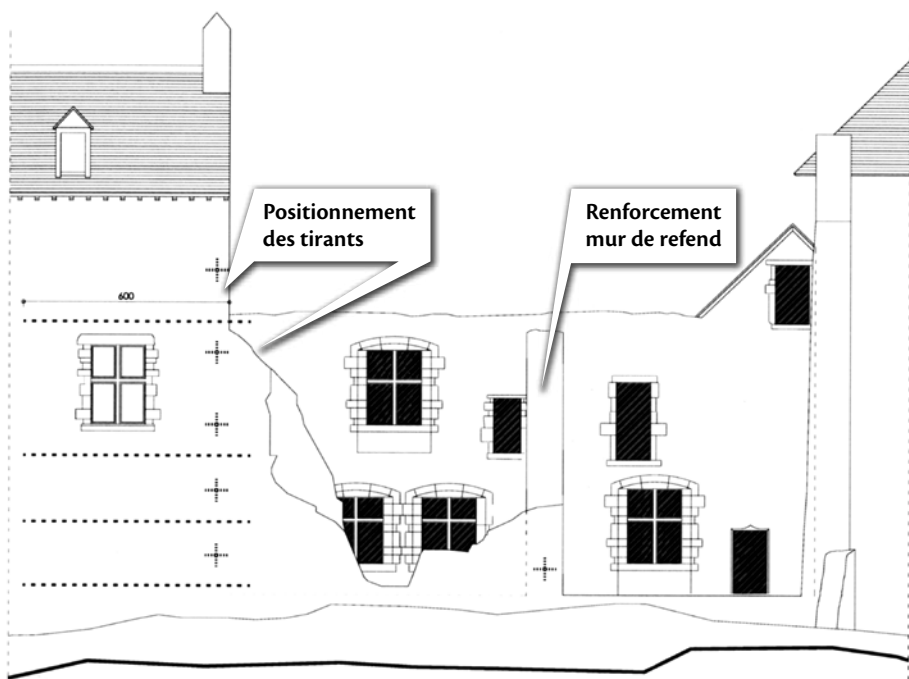 Positionnement
des tirants
Renforcement
mur de refend
600